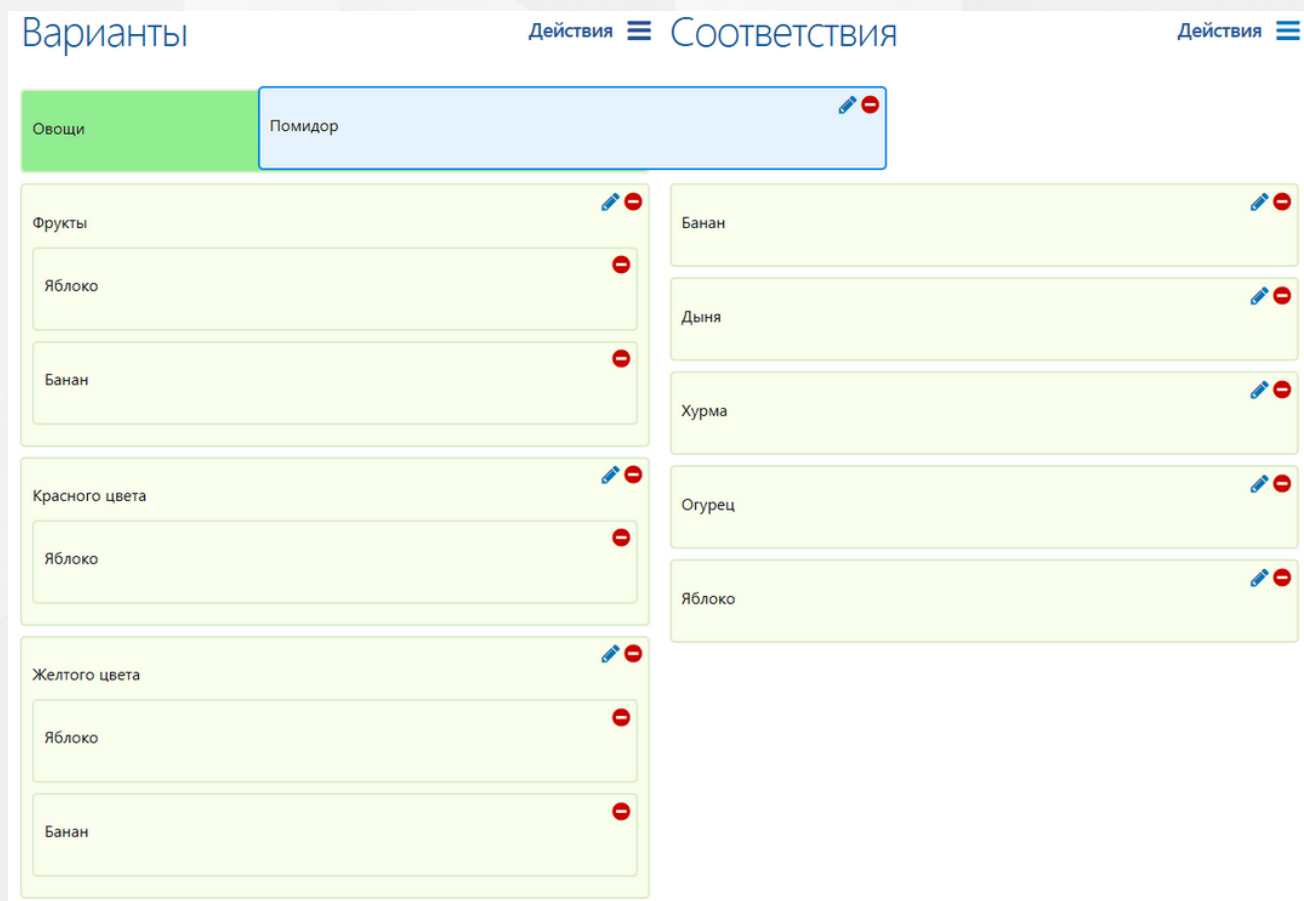 Варианты
Действия
Овощи
Фрукты
Яблоко
Банан
Красного цвета
Яблоко
Желтого цвета
Яблоко
Банан
Соответствия
Действия
Помидор
Банан
Дыня
Хурма
Огурец
Яблоко